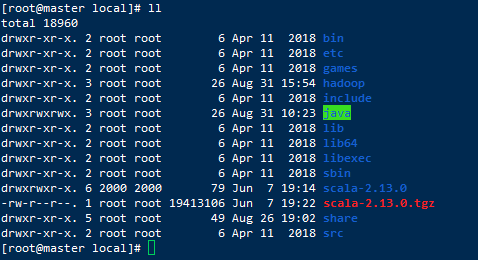 [root@master local]# ll
total 18960
drwxr-xr-x. 2 root root        6 Apr 11  2018 bin
drwxr-xr-x. 2 root root        6 Apr 11  2018 etc
drwxr-xr-x. 2 root root        6 Apr 11  2018 games
drwxr-xr-x. 3 root root       26 Aug 31 15:54 hadoop
drwxr-xr-x. 2 root root        6 Apr 11  2018 include
drwxrwxrwx. 3 root root       26 Aug 31 10:23 java
drwxr-xr-x. 2 root root        6 Apr 11  2018 lib
drwxr-xr-x. 2 root root        6 Apr 11  2018 lib64
drwxr-xr-x. 2 root root        6 Apr 11  2018 libexec
drwxr-xr-x. 2 root root        6 Apr 11  2018 sbin
drwxrwxr-x. 6 2000 2000       79 Jun  7 19:14 scala-2.13.0
-rw-r--r--. 1 root root 19413106 Jun  7 19:22 scala-2.13.0.tgz
drwxr-xr-x. 5 root root       49 Aug 26 19:02 share
drwxr-xr-x. 2 root root        6 Apr 11  2018 src
[root@master local]#